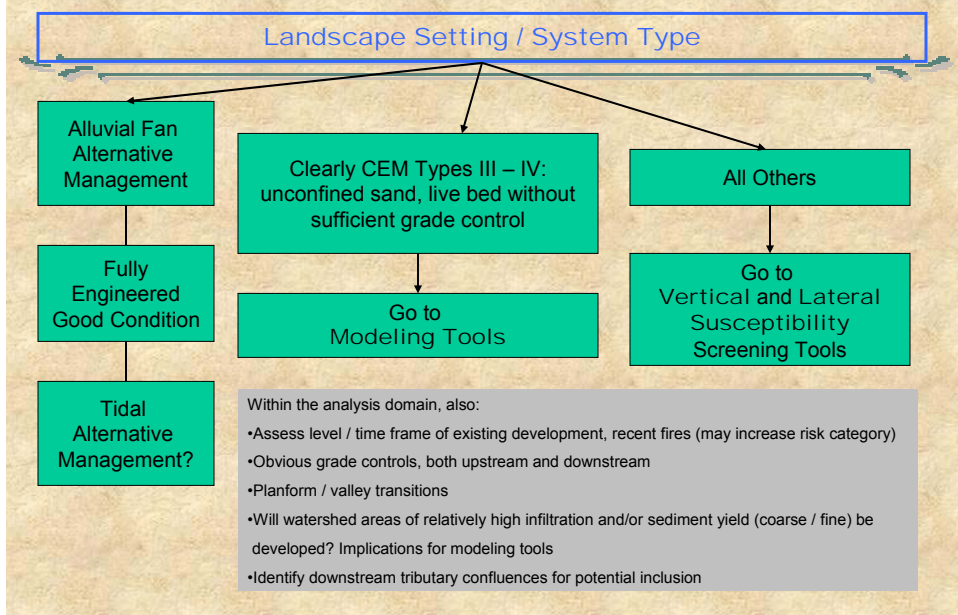 Landscape Setting / System Type
Alluvial Fan
Alternative
Management
Clearly CEM Types III – IV:
unconfined sand, live bed without
sufficient grade control
All Others
Fully
Engineered
Good Condition
Go to
Modeling Tools
Go to
Vertical and Lateral
Susceptibility
Screening Tools
Tidal
Alternative
Management?
Within the analysis domain, also:
•Assess level / time frame of existing development, recent fires (may increase risk category)
•Obvious grade controls, both upstream and downstream
•Planform / valley transitions
•Will watershed areas of relatively high infiltration and/or sediment yield (coarse / fine) be
developed? Implications for modeling tools
•Identify downstream tributary confluences for potential inclusion